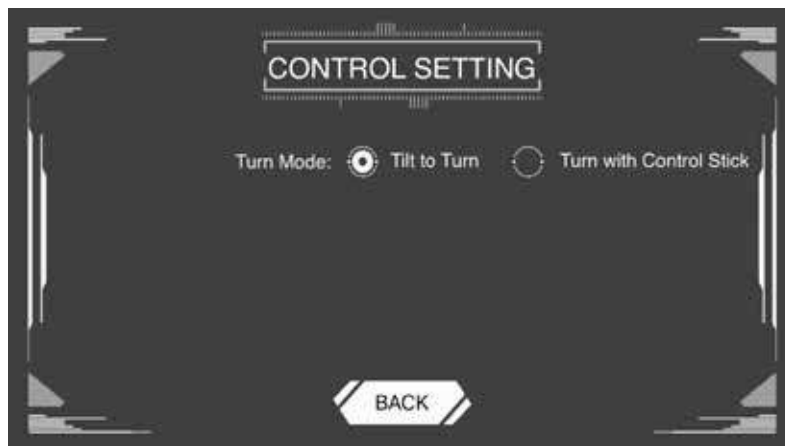 CONTROL SETTING
Turn Mode: Tilt to Turn Turn with Control Stick
BACK